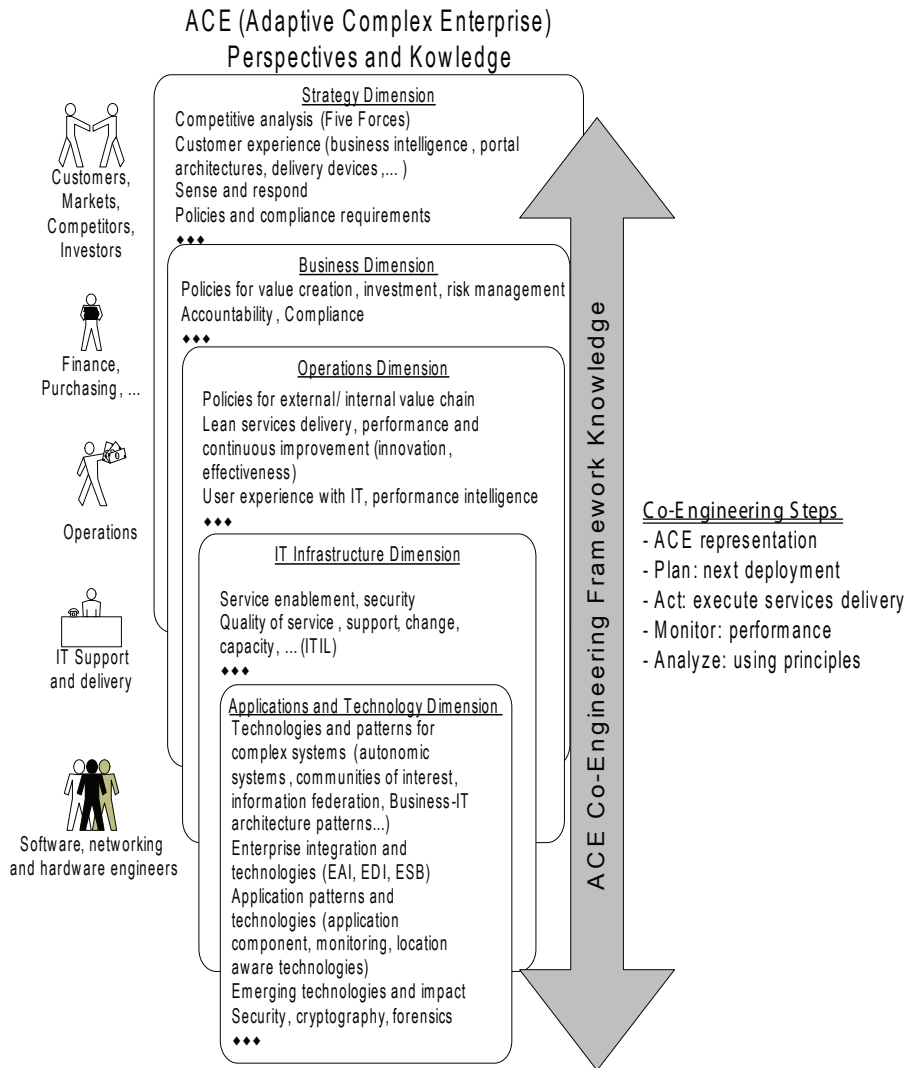 ACE (Adaptive Complex Enterprise)
Perspectives and Kowledge
Strategy Dimension
Competitive analysis (Five Forces)
Customer experience (business intelligence , portal
architectures, delivery devices ,... )
Sense and respond
Policies and compliance requirements
♦♦♦
Customers,
Markets,
Competitors,
Investors
Business Dimension
Policies for value creation , investment, risk management
Accountability , Compliance
♦♦♦
Finance,
Purchasing , ...
Operations Dimension
Policies for external/ internal value chain
Lean services delivery , performance and
continuous improvement (innovation ,
effectiveness)
User experience with IT, performance intelligence
♦♦♦
Operations
IT Infrastructure Dimension
Service enablement, security
Quality of service , support, change,
capacity, ... (ITIL)
♦♦♦
IT Support
and delivery
Applications and Technology Dimension
Technologies and patterns for
complex systems (autonomic
systems , communities of interest,
information federation, Business-IT
architecture patterns...)
Enterprise integration and
technologies (EAI, EDI, ESB)
Application patterns and
technologies (application
component, monitoring, location
aware technologies)
Emerging technologies and impact
Security , cryptography, forensics
♦♦♦
Software, networking
and hardware engineers
ACE Co-Engineering Framework Knowledge
Co-Engineering Steps
- ACE representation
- Plan: next deployment
- Act: execute services delivery
- Monitor: performance
- Analyze: using principles